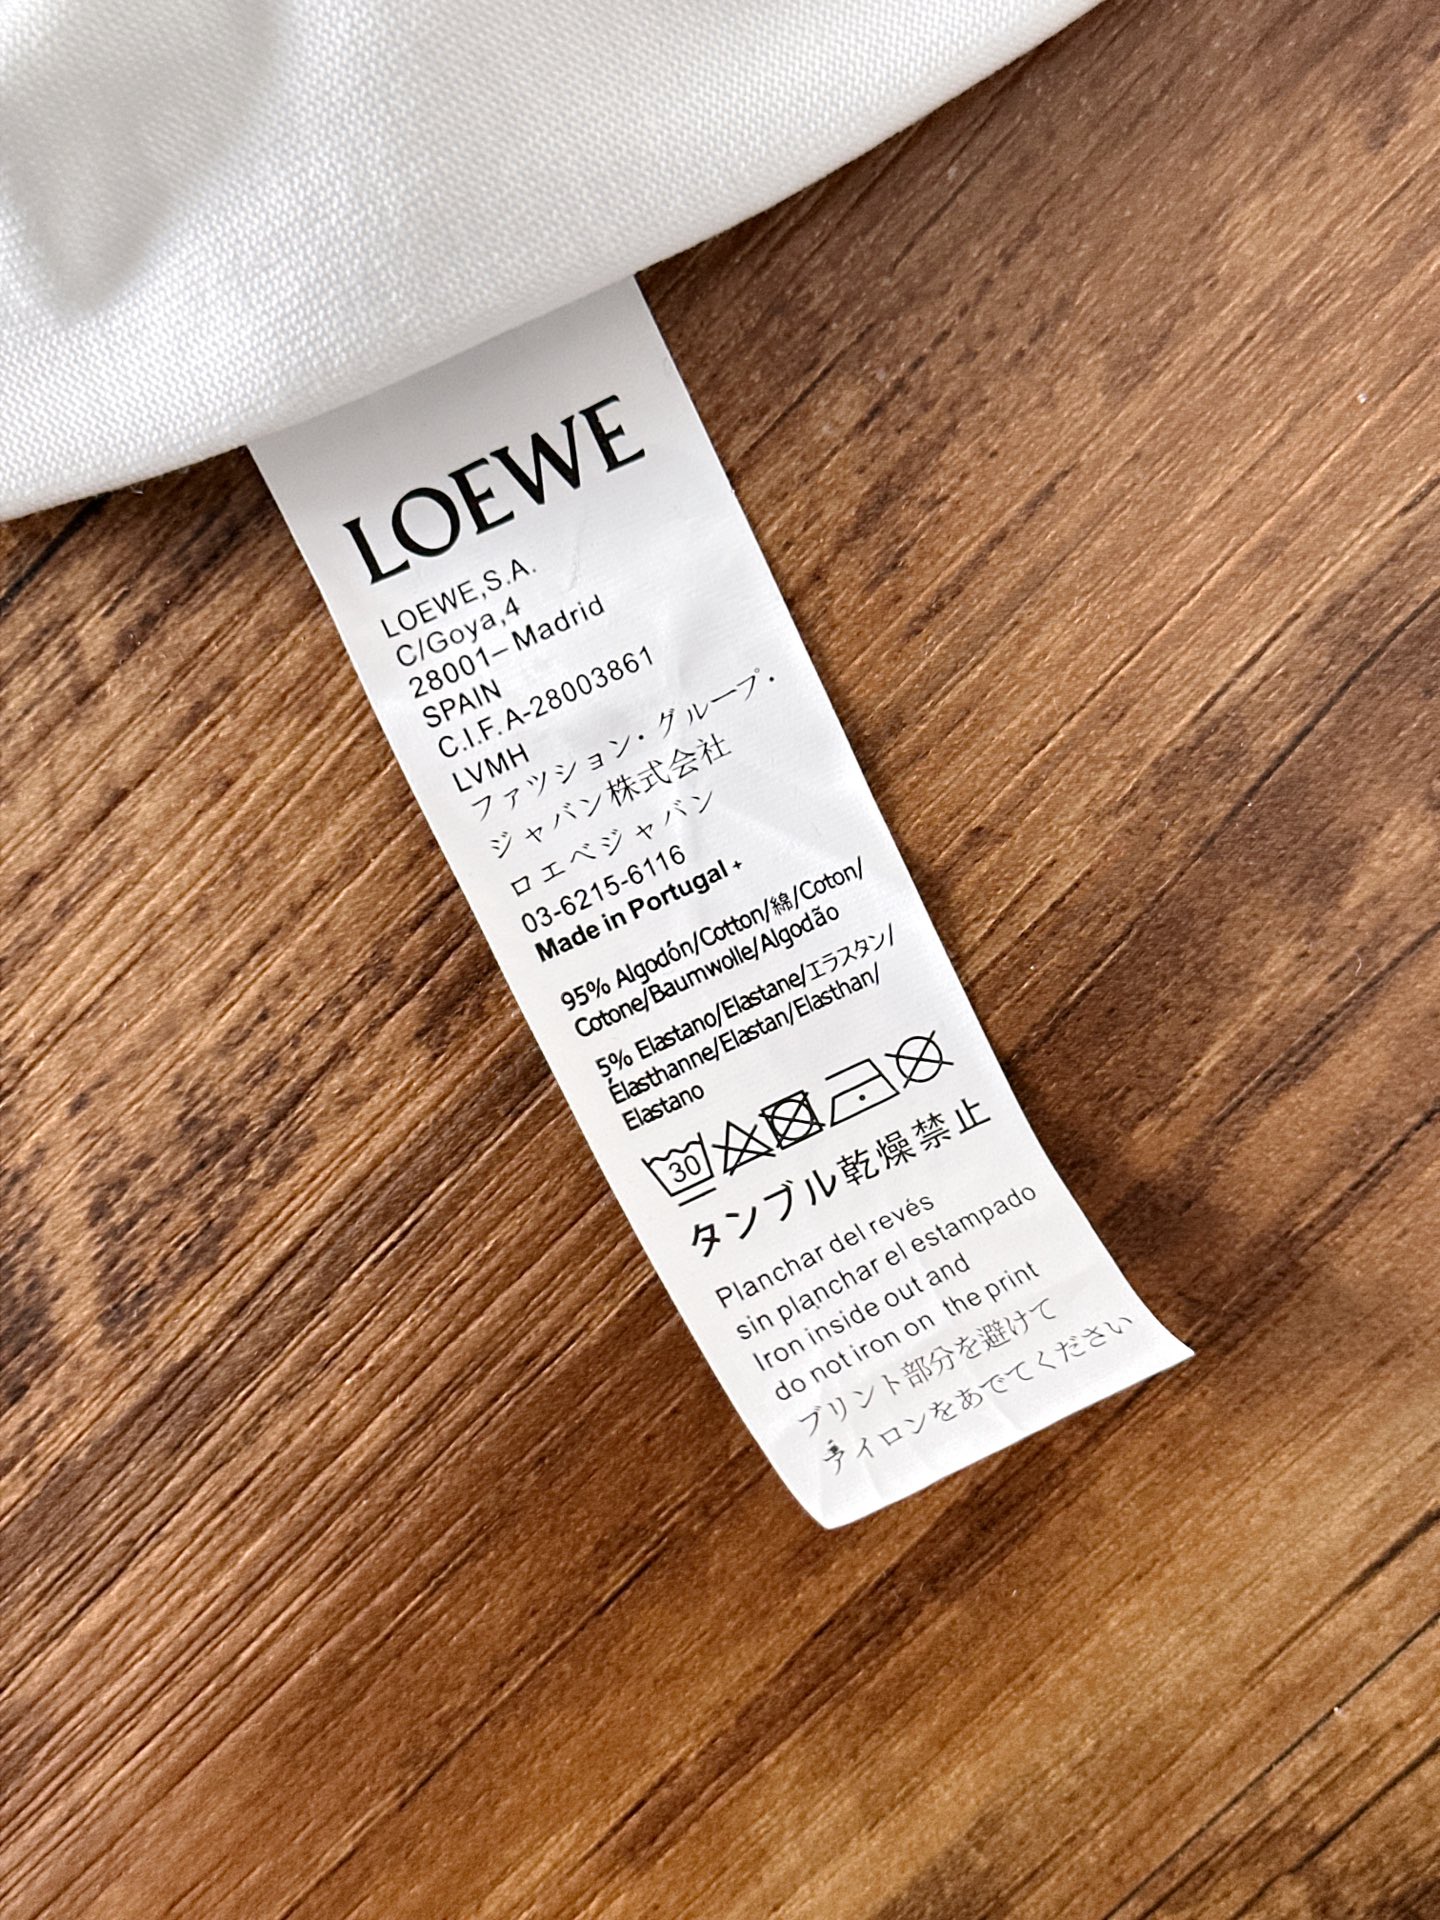 LOEWE
LOEWE,S.A.
C/Goya,4
28001– Madrid
SPAIN
C.I.F. A-28003861
LVMH
ファツション・グループ・
ジャバン株式会社
ロエベジャバン
03-6215-6116
Made in Portugal
95% Algodón/Cotton/綿/Coton/
Cotone/Baumwolle/Algodão
5% Elastano/Elastane/エラスタン/
Élasthanne/Elastan/Elasthan/
Elastano
30
タンブル乾燥禁止
Planchar del revés
sin planchar el estampado
Iron inside out and
do not iron on the print
プリント部分を避けて
アイロンをあでてください